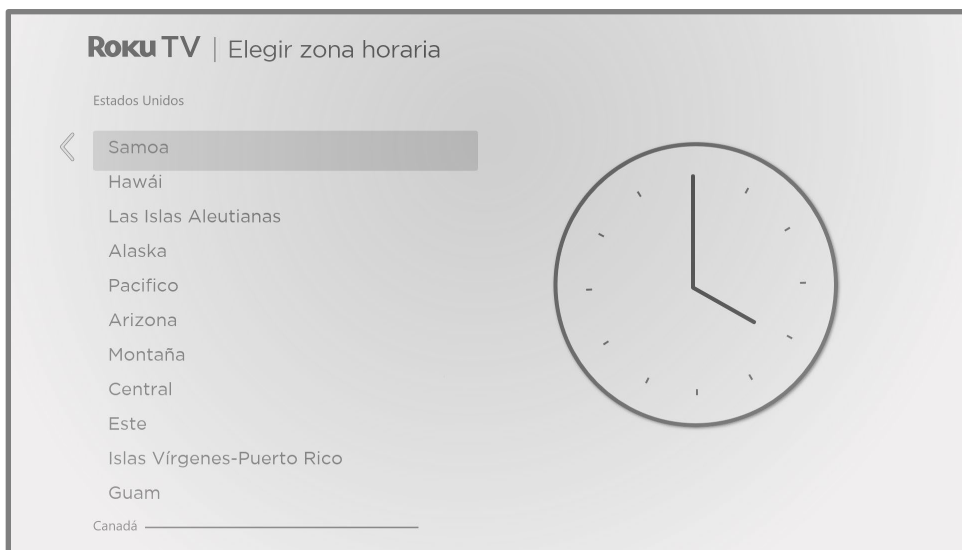 Roku TV | Elegir zona horaria
Estados Unidos
Samoa
Hawái
Las Islas Aleutianas
Alaska
Pacifico
Arizona
Montaña
Central
Este
Islas Vírgenes-Puerto Rico
Guam
Canadá